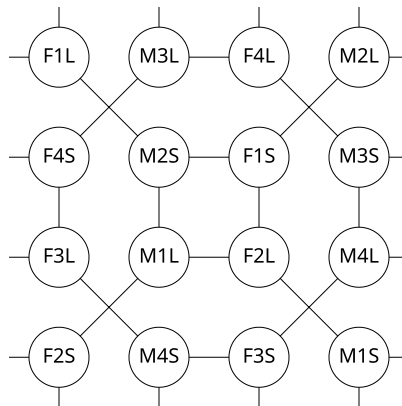 F1L M3L F4L M2L
F4S M2S F1S M3S
F3L M1L F2L M4L
F2S M4S F3S M1S